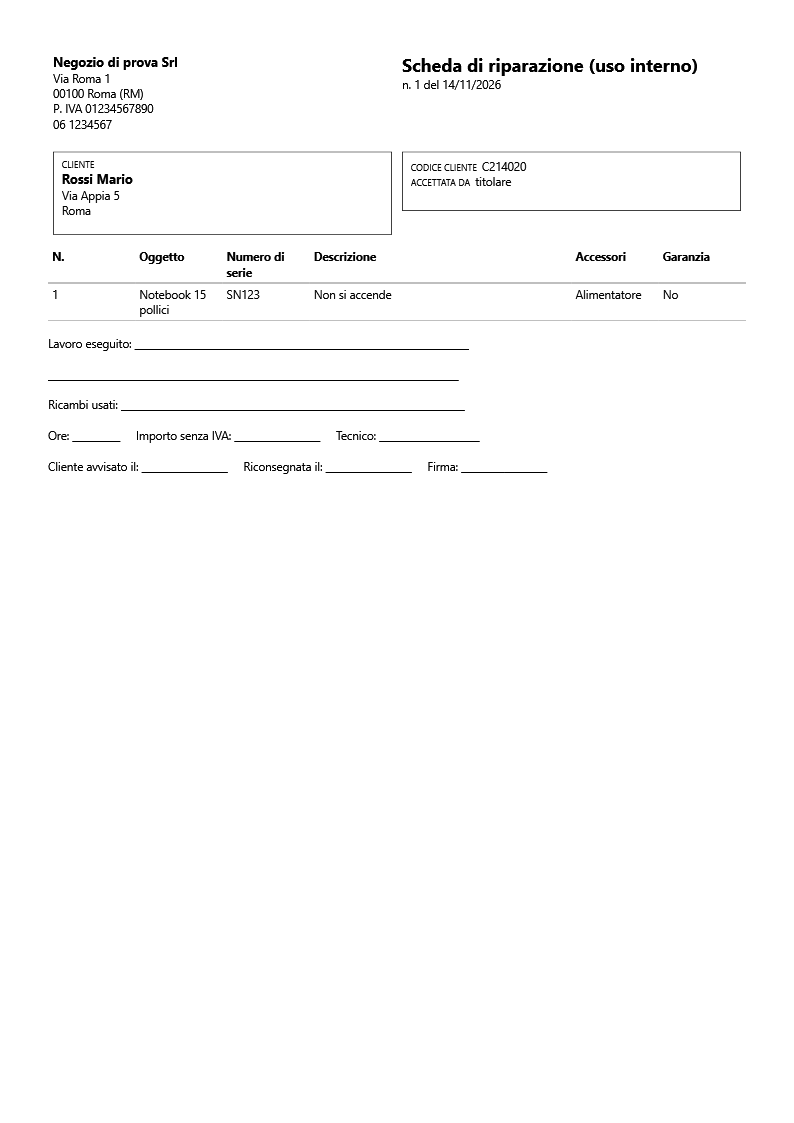 Negozio di prova Srl
Via Roma 1
00100 Roma (RM)
P. IVA 01234567890
06 1234567
Scheda di riparazione (uso interno)
n. 1 del 14/11/2026
CLIENTE
Rossi Mario
Via Appia 5
Roma
CODICE CLIENTE C214020
ACCETTATA DA titolare
N. Oggetto Numero di serie Descrizione Accessori Garanzia
1 Notebook 15 pollici SN123 Non si accende Alimentatore No
Lavoro eseguito:
Ricambi usati:
Ore: Importo senza IVA: Tecnico:
Cliente avvisato il: Riconsegnata il: Firma: